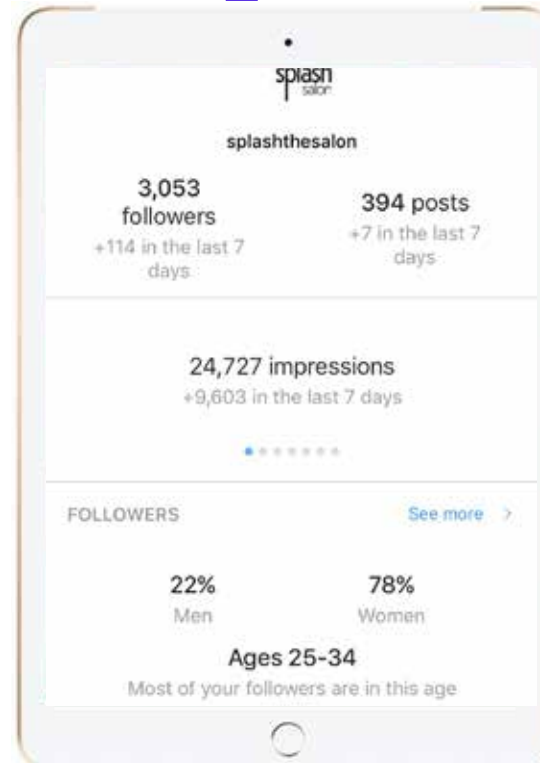 splash
salon
splashthesalon
3,053
followers
+114 in the last 7
days
394 posts
+7 in the last 7
days
24,727 impressions
+9,603 in the last 7 days
FOLLOWERS
See more >
22%
Men
78%
Women
Ages 25-34
Most of your followers are in this age